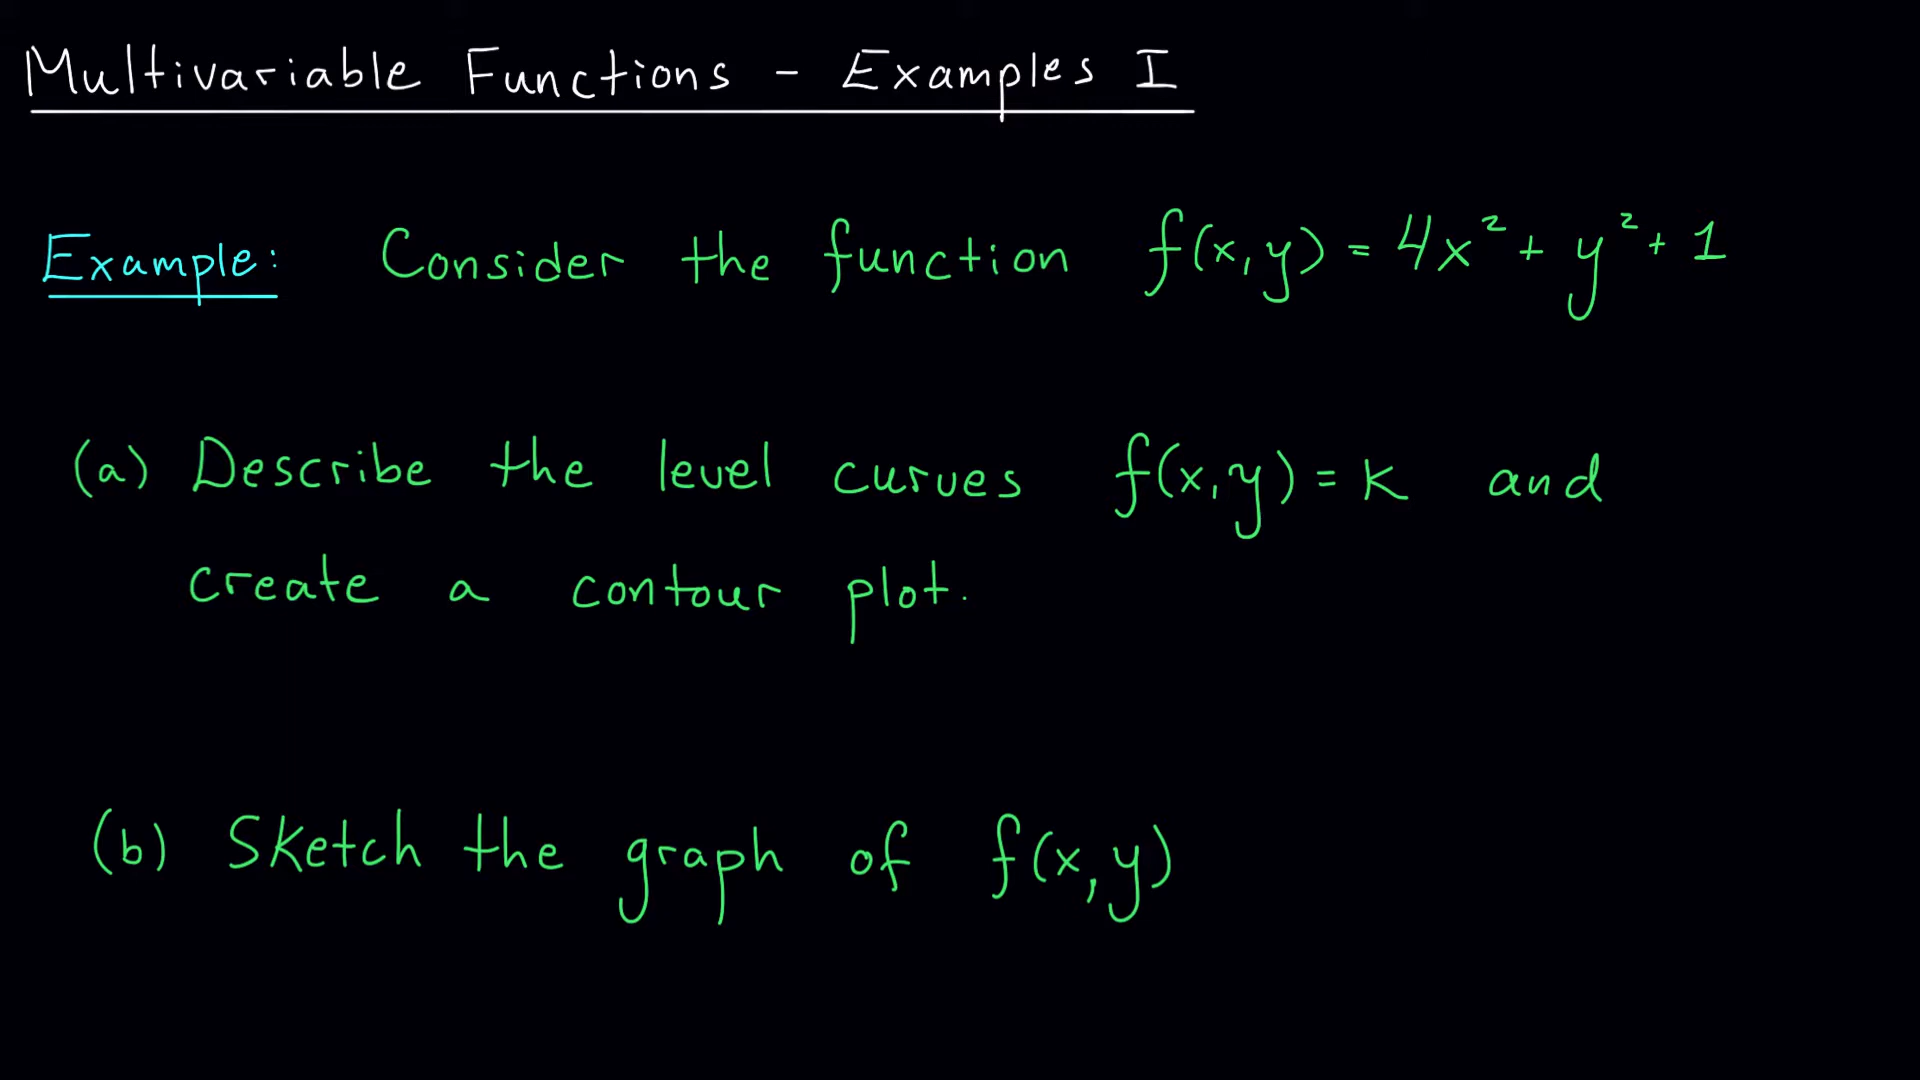 Multivariable Functions - Examples I
Example: Consider the function f(x,y) = 4x² + y² + 1
(a) Describe the level curves f(x,y) = K and
create a contour plot.
(b) Sketch the graph of f(x,y)